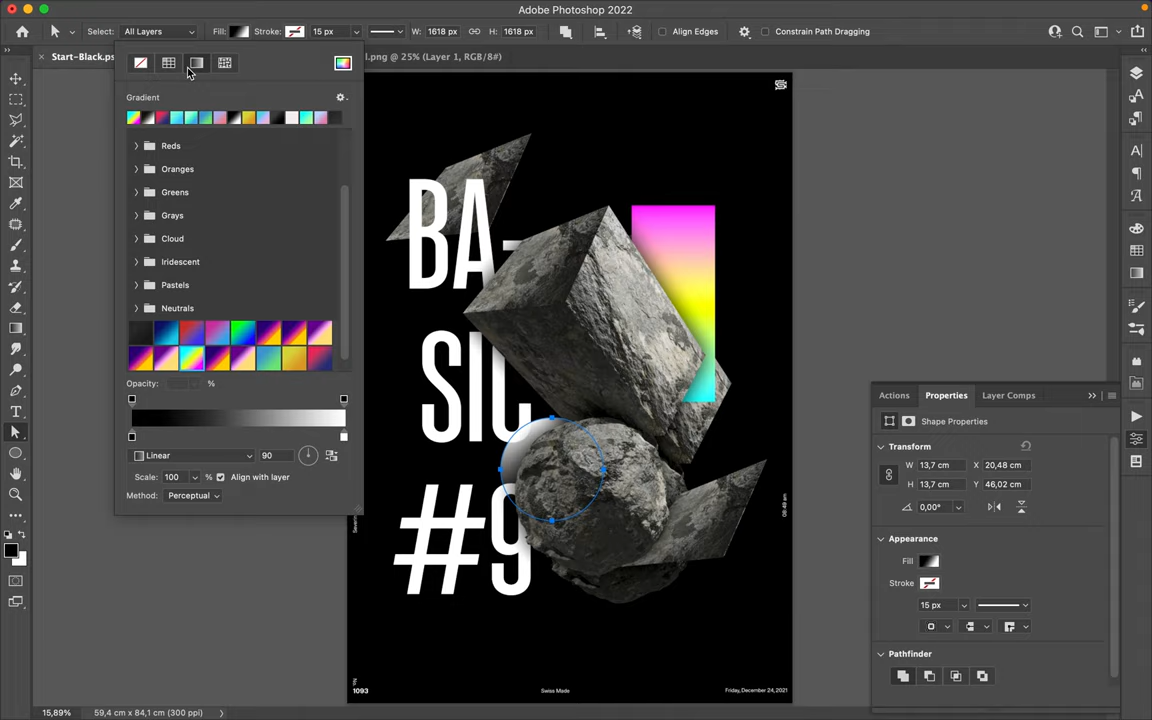 Adobe Photoshop 2022
Select: All Layers Fill: Stroke: 15 px W: 1618 px H: 1618 px Align Edges Constrain Path Dragging
Start-Black.ps l.png @ 25% (Layer 1, RGB/8#)
Gradient
Reds
Oranges
Greens
Grays
Cloud
Iridescent
Pastels
Neutrals
Opacity: %
Linear 90
Scale: 100 % Align with layer
Method: Perceptual
BA-
SIC
#9
08:48 am
Nº
1093 Swiss Made Friday, December 24, 2021
Actions Properties Layer Comps
Shape Properties
Transform
W 13,7 cm X 20,48 cm
H 13,7 cm Y 46,02 cm
0,00°
Appearance
Fill
Stroke
15 px
Pathfinder
15,89% 59,4 cm x 84,1 cm (300 ppi)